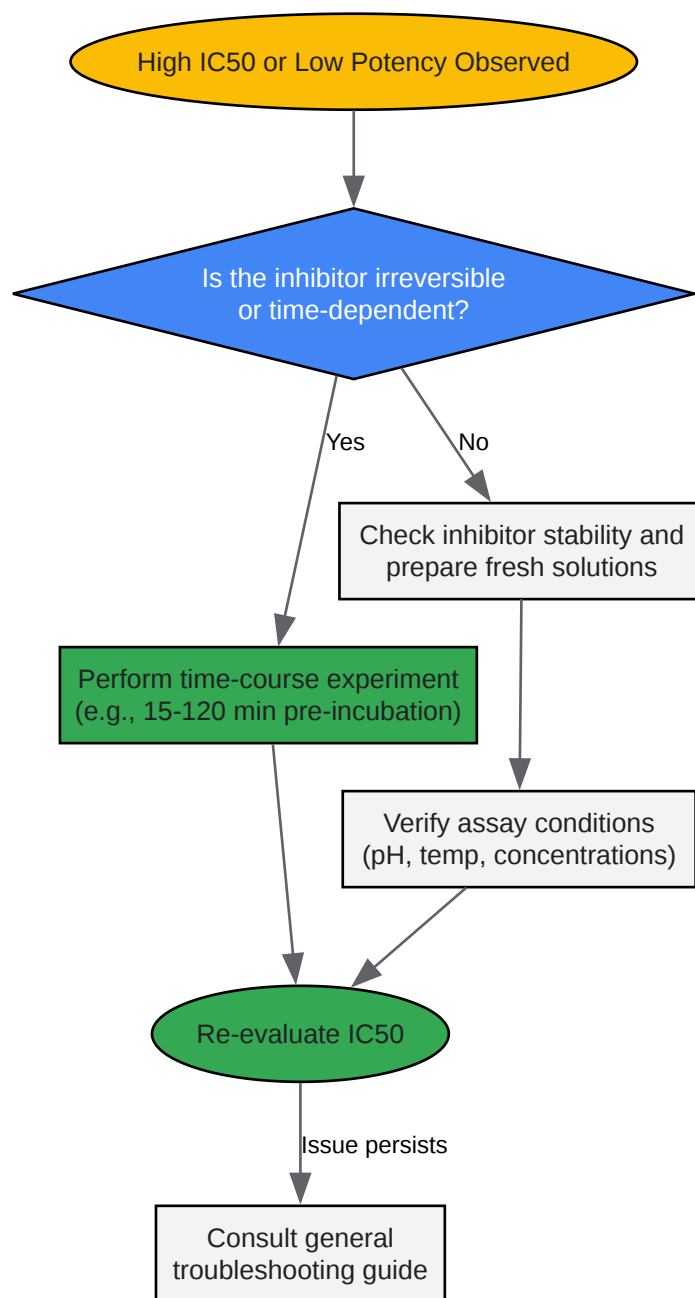 High IC50 or Low Potency Observed
Is the inhibitor irreversible
or time-dependent?
Yes
No
Check inhibitor stability and
prepare fresh solutions
Perform time-course experiment
(e.g., 15-120 min pre-incubation)
Verify assay conditions
(pH, temp, concentrations)
Re-evaluate IC50
Issue persists
Consult general
troubleshooting guide